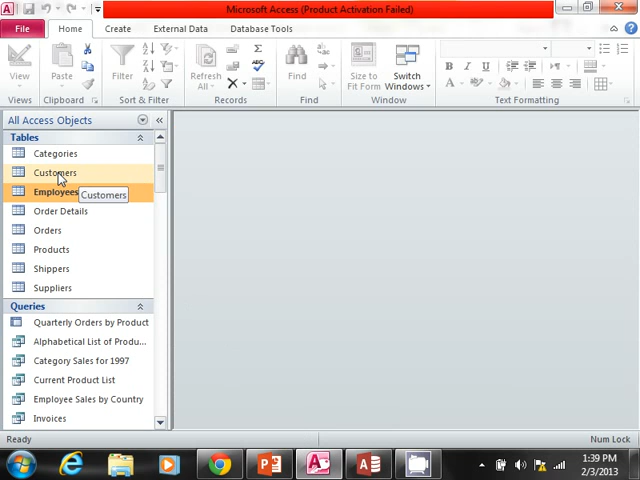 Microsoft Access (Product Activation Failed)
File Home Create External Data Database Tools
View Paste Filter Refresh All Find Size to Fit Form Switch Windows
Views Clipboard Sort & Filter Records Find Window Text Formatting
All Access Objects
Tables
Categories
Customers
Employees
Customers
Order Details
Orders
Products
Shippers
Suppliers
Queries
Quarterly Orders by Product
Alphabetical List of Produ...
Category Sales for 1997
Current Product List
Employee Sales by Country
Invoices
Ready Num Lock
1:39 PM
2/3/2013